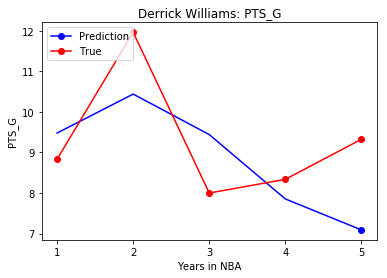 Derrick Williams: PTS_G
Prediction
True
12
11
10
9
8
7
PTS_G
1 2 3 4 5
Years in NBA